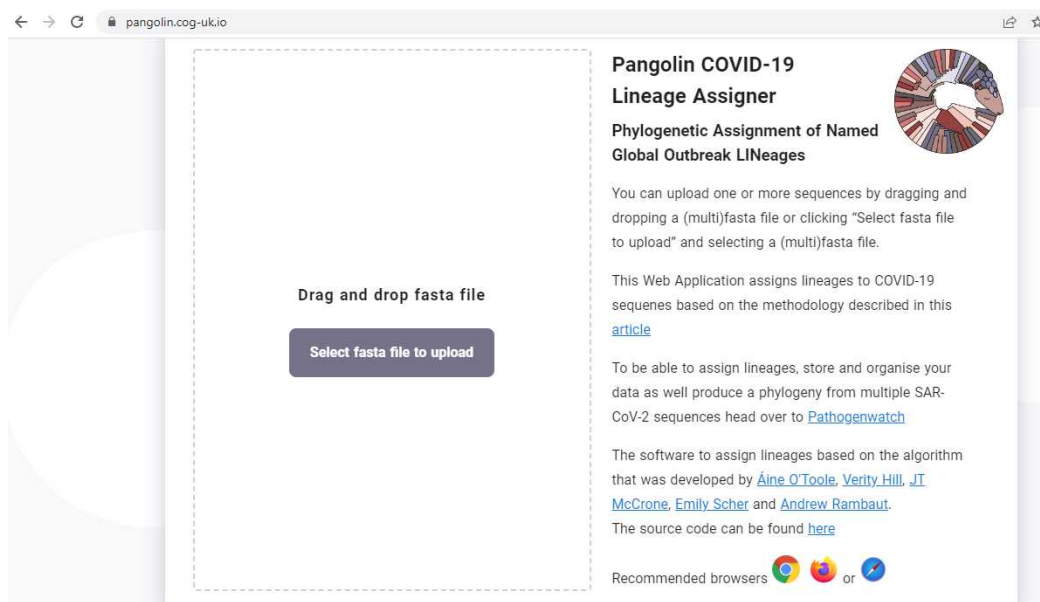 pangolin.cog-uk.io
Drag and drop fasta file
Select fasta file to upload
Pangolin COVID-19
Lineage Assigner
Phylogenetic Assignment of Named
Global Outbreak LINeages
You can upload one or more sequences by dragging and
dropping a (multi)fasta file or clicking “Select fasta file
to upload” and selecting a (multi)fasta file.
This Web Application assigns lineages to COVID-19
sequenes based on the methodology described in this
article
To be able to assign lineages, store and organise your
data as well produce a phylogeny from multiple SAR-
CoV-2 sequences head over to Pathogenwatch
The software to assign lineages based on the algorithm
that was developed by Áine O'Toole, Verity Hill, JT
McCrone, Emily Scher and Andrew Rambaut.
The source code can be found here
Recommended browsers or